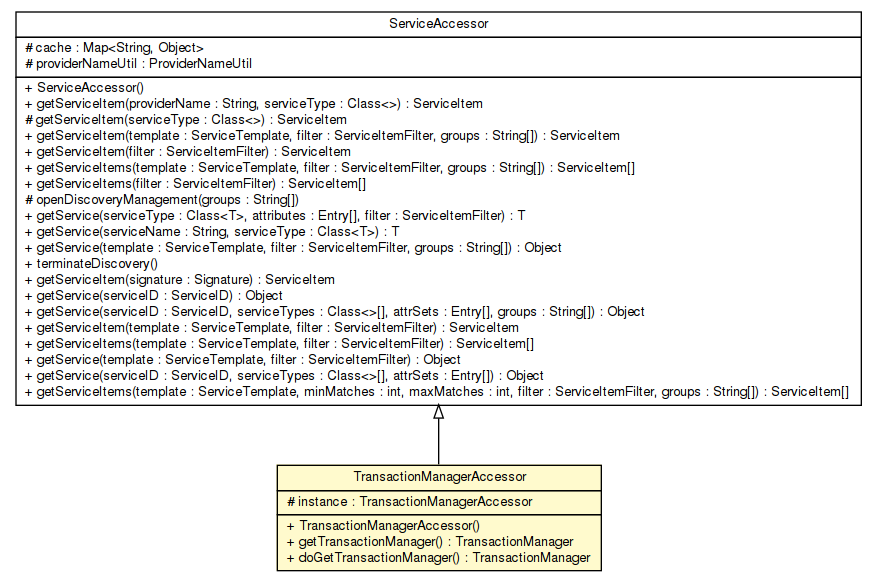 ServiceAccessor
# cache : Map<String, Object>
# providerNameUtil : ProviderNameUtil
+ ServiceAccessor()
+ getServiceItem(providerName : String, serviceType : Class<>) : ServiceItem
# getServiceItem(serviceType : Class<>) : ServiceItem
+ getServiceItem(template : ServiceTemplate, filter : ServiceItemFilter, groups : String[]) : ServiceItem
+ getServiceItem(filter : ServiceItemFilter) : ServiceItem
+ getServiceItems(template : ServiceTemplate, filter : ServiceItemFilter, groups : String[]) : ServiceItem[]
+ getServiceItems(filter : ServiceItemFilter) : ServiceItem[]
# openDiscoveryManagement(groups : String[])
+ getService(serviceType : Class<T>, attributes : Entry[], filter : ServiceItemFilter) : T
+ getService(serviceName : String, serviceType : Class<T>) : T
+ getService(template : ServiceTemplate, filter : ServiceItemFilter, groups : String[]) : Object
+ terminateDiscovery()
+ getServiceItem(signature : Signature) : ServiceItem
+ getService(serviceID : ServiceID) : Object
+ getService(serviceID : ServiceID, serviceTypes : Class<>[], attrSets : Entry[], groups : String[]) : Object
+ getServiceItem(template : ServiceTemplate, filter : ServiceItemFilter) : ServiceItem
+ getServiceItems(template : ServiceTemplate, filter : ServiceItemFilter) : ServiceItem[]
+ getService(template : ServiceTemplate, filter : ServiceItemFilter) : Object
+ getService(serviceID : ServiceID, serviceTypes : Class<>[], attrSets : Entry[]) : Object
+ getServiceItems(template : ServiceTemplate, minMatches : int, maxMatches : int, filter : ServiceItemFilter, groups : String[]) : ServiceItem[]
TransactionManagerAccessor
# instance : TransactionManagerAccessor
+ TransactionManagerAccessor()
+ getTransactionManager() : TransactionManager
+ doGetTransactionManager() : TransactionManager